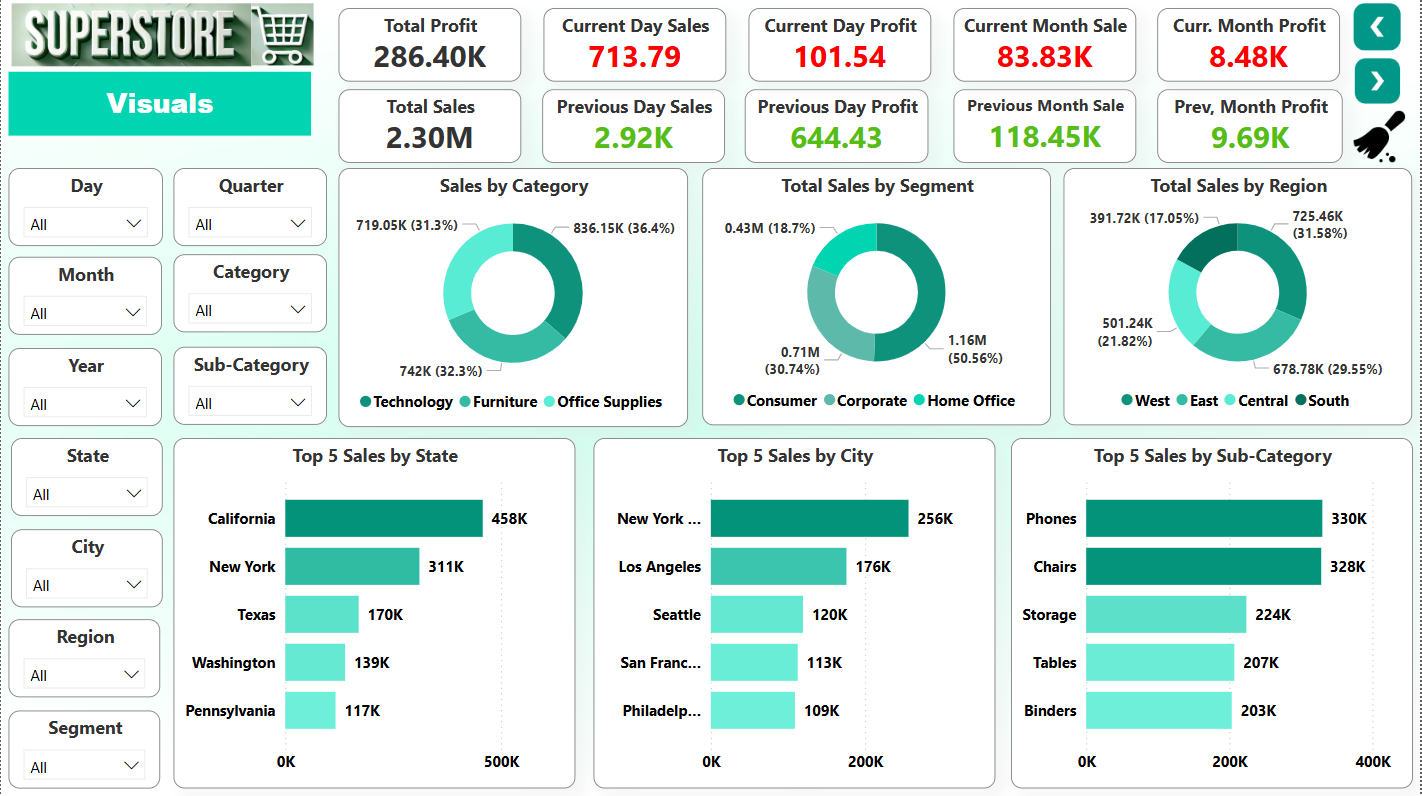 SUPERSTORE
Visuals
Total Profit
286.40K
Current Day Sales
713.79
Current Day Profit
101.54
Current Month Sale
83.83K
Curr. Month Profit
8.48K
Total Sales
2.30M
Previous Day Sales
2.92K
Previous Day Profit
644.43
Previous Month Sale
118.45K
Prev, Month Profit
9.69K
Day
All
Quarter
All
Month
All
Category
All
Year
All
Sub-Category
All
State
All
City
All
Region
All
Segment
All
Sales by Category
719.05K (31.3%)
836.15K (36.4%)
742K (32.3%)
Technology Furniture Office Supplies
Total Sales by Segment
0.43M (18.7%)
0.71M
(30.74%)
1.16M
(50.56%)
Consumer Corporate Home Office
Total Sales by Region
391.72K (17.05%)
725.46K
(31.58%)
501.24K
(21.82%)
678.78K (29.55%)
West East Central South
Top 5 Sales by State
California 458K
New York 311K
Texas 170K
Washington 139K
Pennsylvania 117K
0K 500K
Top 5 Sales by City
New York ... 256K
Los Angeles 176K
Seattle 120K
San Franc... 113K
Philadelp... 109K
0K 200K
Top 5 Sales by Sub-Category
Phones 330K
Chairs 328K
Storage 224K
Tables 207K
Binders 203K
0K 200K 400K